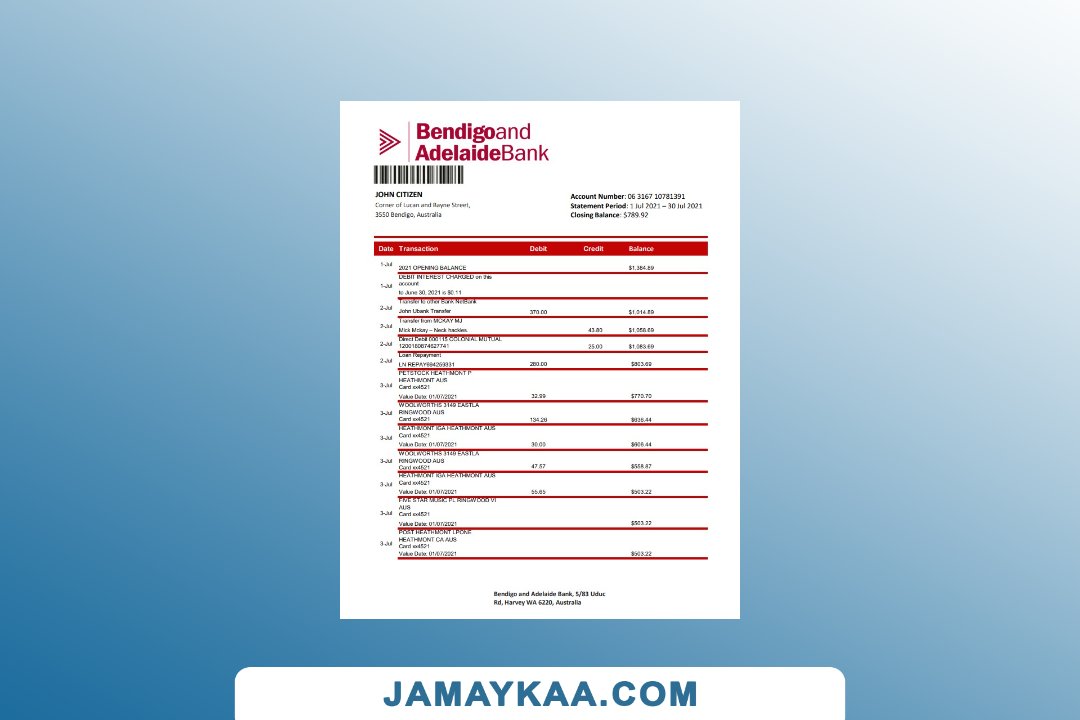 Bendigoand
AdelaideBank
JOHN CITIZEN
Corner of Lucan and Bayne Street,
3550 Bendigo, Australia
Account Number: 06 3167 10781391
Statement Period: 1 Jul 2021 – 30 Jul 2021
Closing Balance: $789.92
Date Transaction Debit Credit Balance
1-Jul
2021 OPENING BALANCE $1,384.89
DEBIT INTEREST CHARGED on this
account
1-Jul
to June 30, 2021 is $0.11
Transfer to other Bank NetBank
2-Jul
John Ubank Transfer 370.00 $1,014.89
Transfer from MCKAY MJ
2-Jul
Mick Mckay – Neck hackles. 43.80 $1,058.69
Direct Debit 000115 COLONIAL MUTUAL
2-Jul
1200180874627741 25.00 $1,083.69
Loan Repayment
2-Jul
LN REPAY694259831 280.00 $803.69
PETSTOCK HEATHMONT P
HEATHMONT AUS
3-Jul
Card xx4521
Value Date: 01/07/2021 32.99 $770.70
WOOLWORTHS 3149 EASTLA
3-Jul
RINGWOOD AUS
Card xx4521 134.26 $636.44
HEATHMONT IGA HEATHMONT AUS
3-Jul
Card xx4521
Value Date: 01/07/2021 30.00 $606.44
WOOLWORTHS 3149 EASTLA
3-Jul
RINGWOOD AUS
Card xx4521 47.57 $558.87
HEATHMONT IGA HEATHMONT AUS
3-Jul
Card xx4521
Value Date: 01/07/2021 55.65 $503.22
FIVE STAR MUSIC PL RINGWOOD VI
AUS
3-Jul
Card xx4521
Value Date: 01/07/2021 $503.22
POST HEATHMONT LPONE
HEATHMONT CA AUS
3-Jul
Card xx4521
Value Date: 01/07/2021 $503.22
Bendigo and Adelaide Bank, 5/83 Uduc
Rd, Harvey WA 6220, Australia
JAMAYKAA.COM